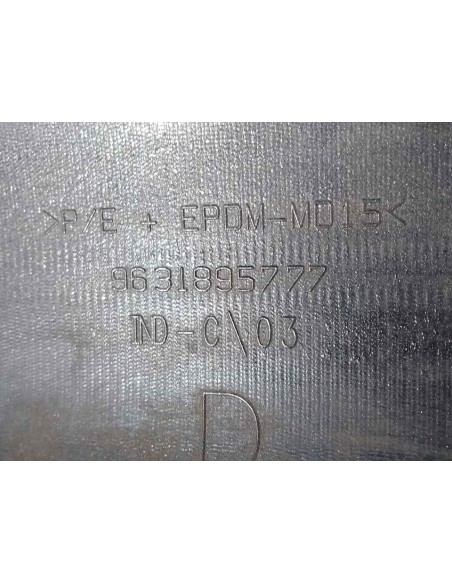 >P/E + EPDM-MD15<
9631895777
IND-C\03
D